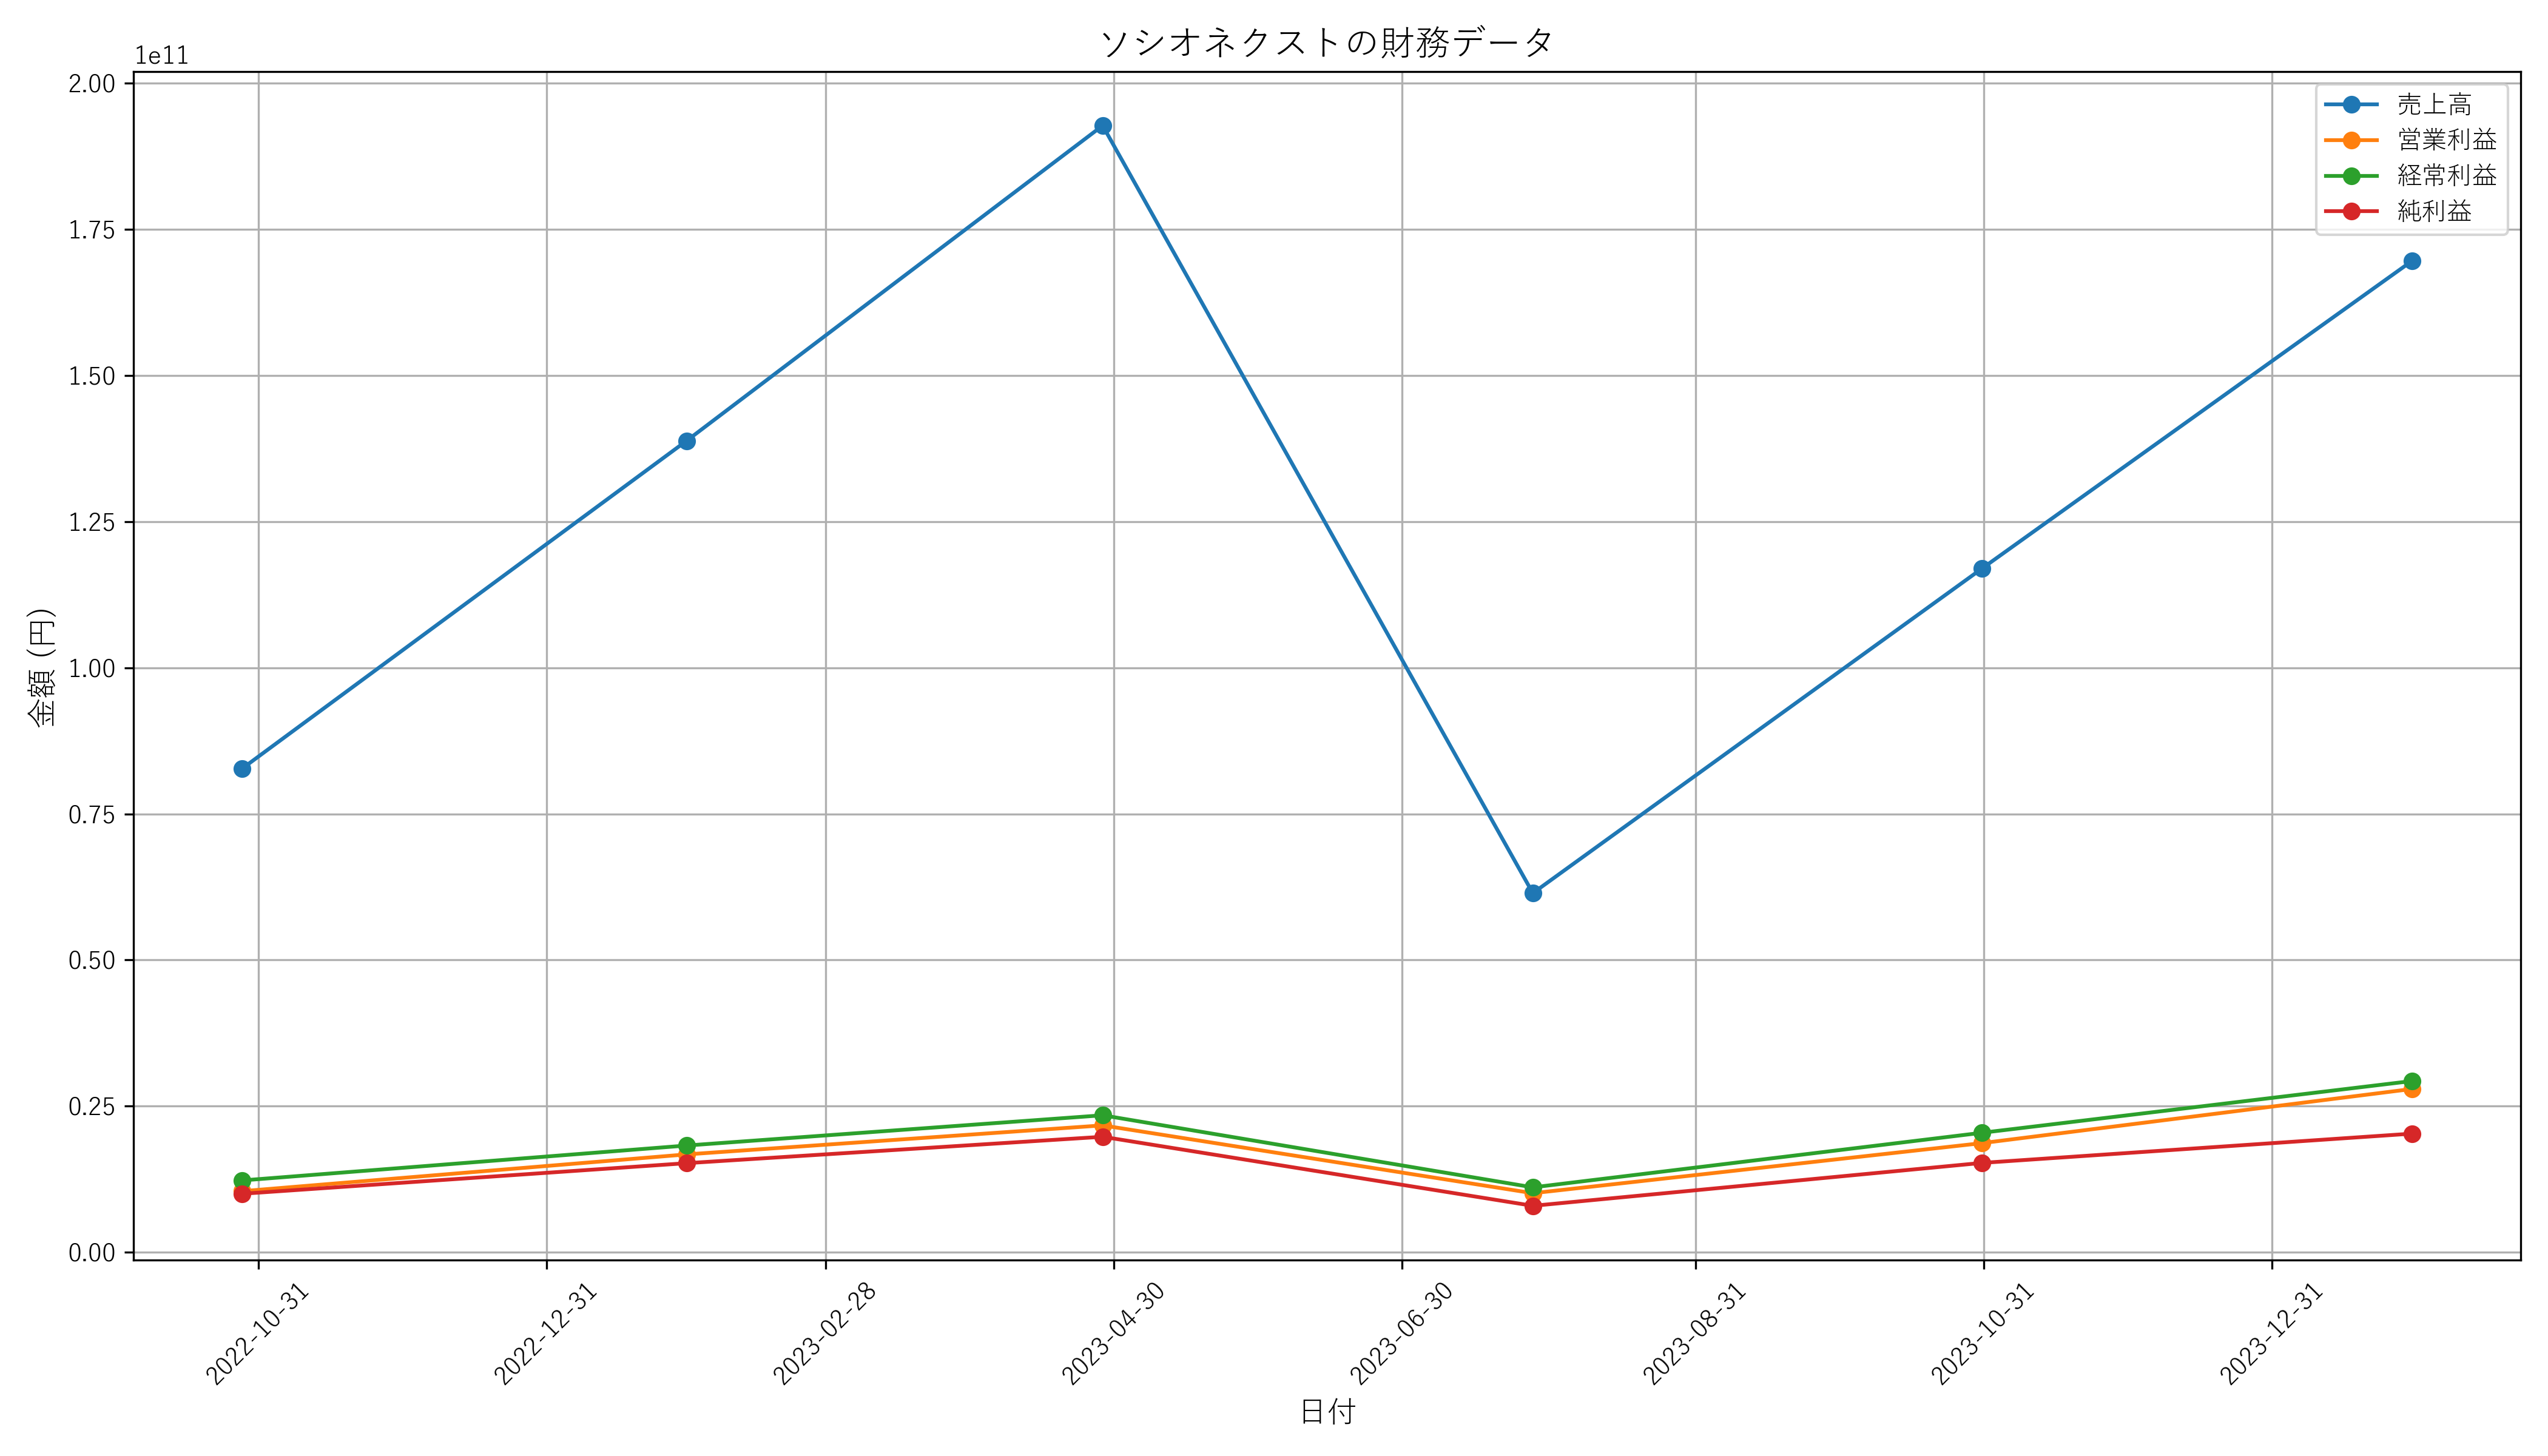 ソシオネクストの財務データ
1e11
2.00
1.75
1.50
1.25
1.00
0.75
0.50
0.25
0.00
金額 (円)
売上高
営業利益
経常利益
純利益
2022-10-31
2022-12-31
2023-02-28
2023-04-30
2023-06-30
2023-08-31
2023-10-31
2023-12-31
日付